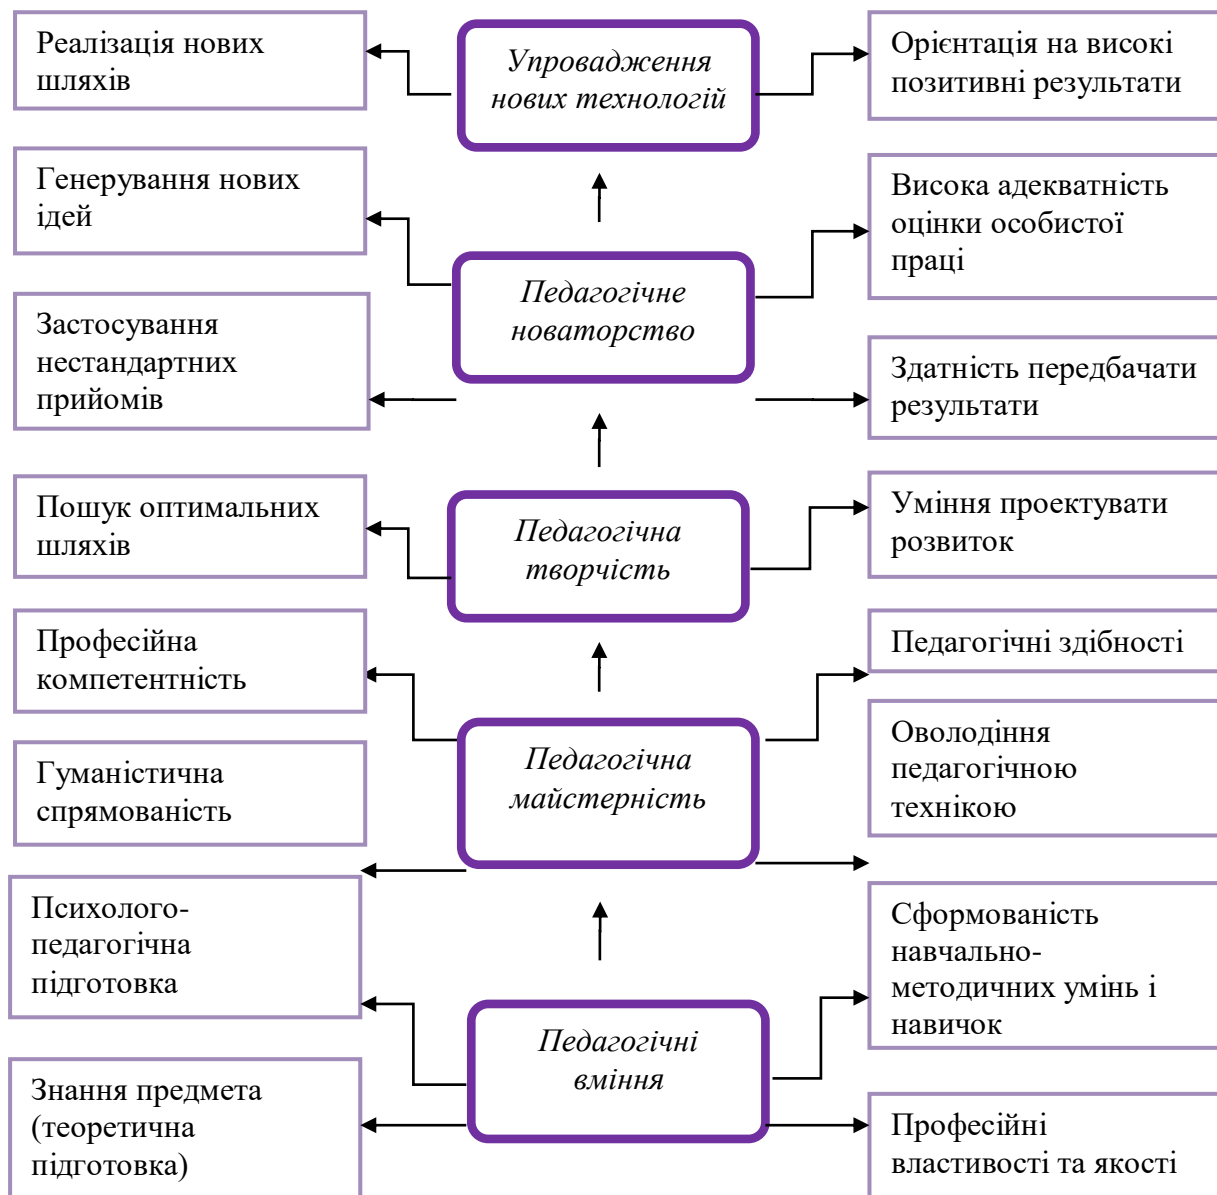 Реалізація нових
шляхів
Упровадження
нових технологій
Орієнтація на високі
позитивні результати
Генерування нових
ідей
Висока адекватність
оцінки особистої
праці
Педагогічне
новаторство
Застосування
нестандартних
прийомів
Здатність передбачати
результати
Пошук оптимальних
шляхів
Педагогічна
творчість
Уміння проектувати
розвиток
Професійна
компетентність
Педагогічні здібності
Гуманістична
спрямованість
Педагогічна
майстерність
Оволодіння
педагогічною
технікою
Психолого-
педагогічна
підготовка
Сформованість
навчально-
методичних умінь і
навичок
Педагогічні
вміння
Знання предмета
(теоретична
підготовка)
Професійні
властивості та якості